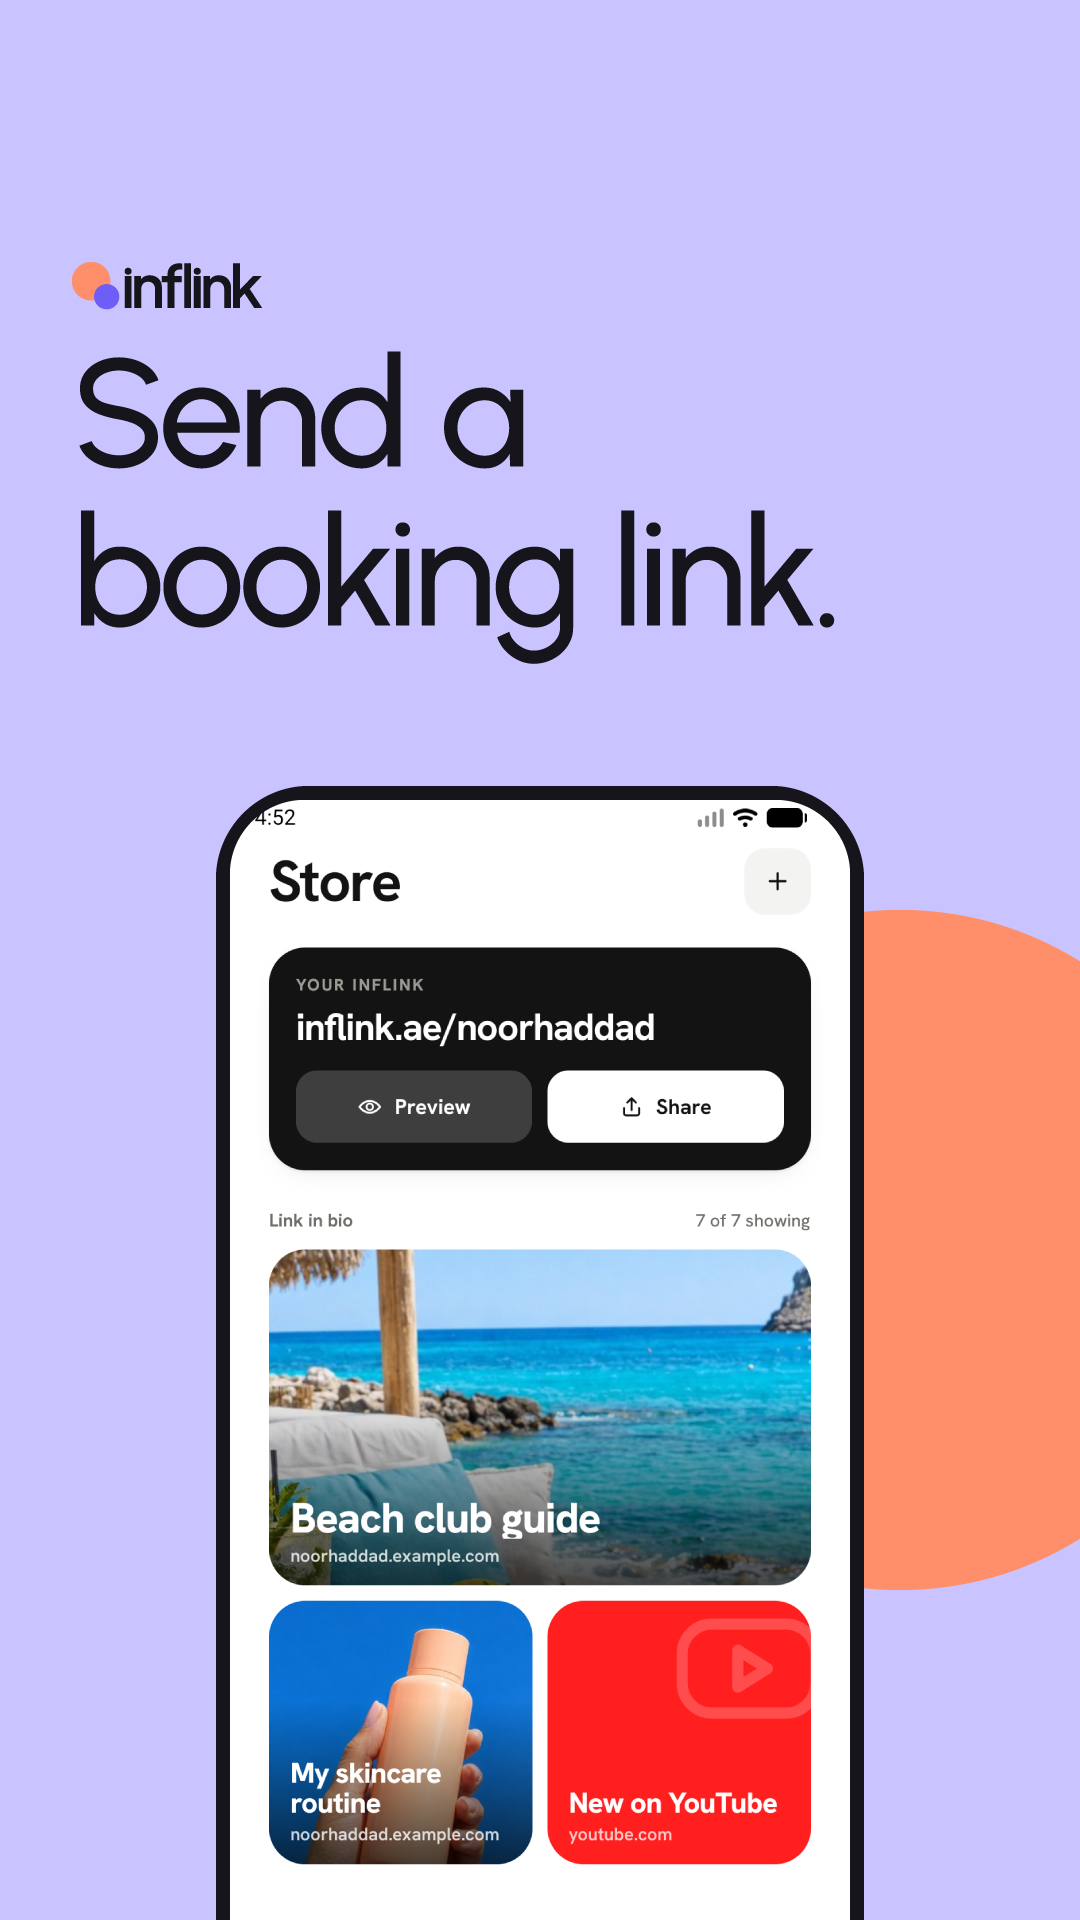 inflink
Send a
booking link.
4:52
Store
YOUR INFLINK
inflink.ae/noorhaddad
Preview
Share
Link in bio
7 of 7 showing
Beach club guide
noorhaddad.example.com
My skincare
routine
noorhaddad.example.com
New on YouTube
youtube.com